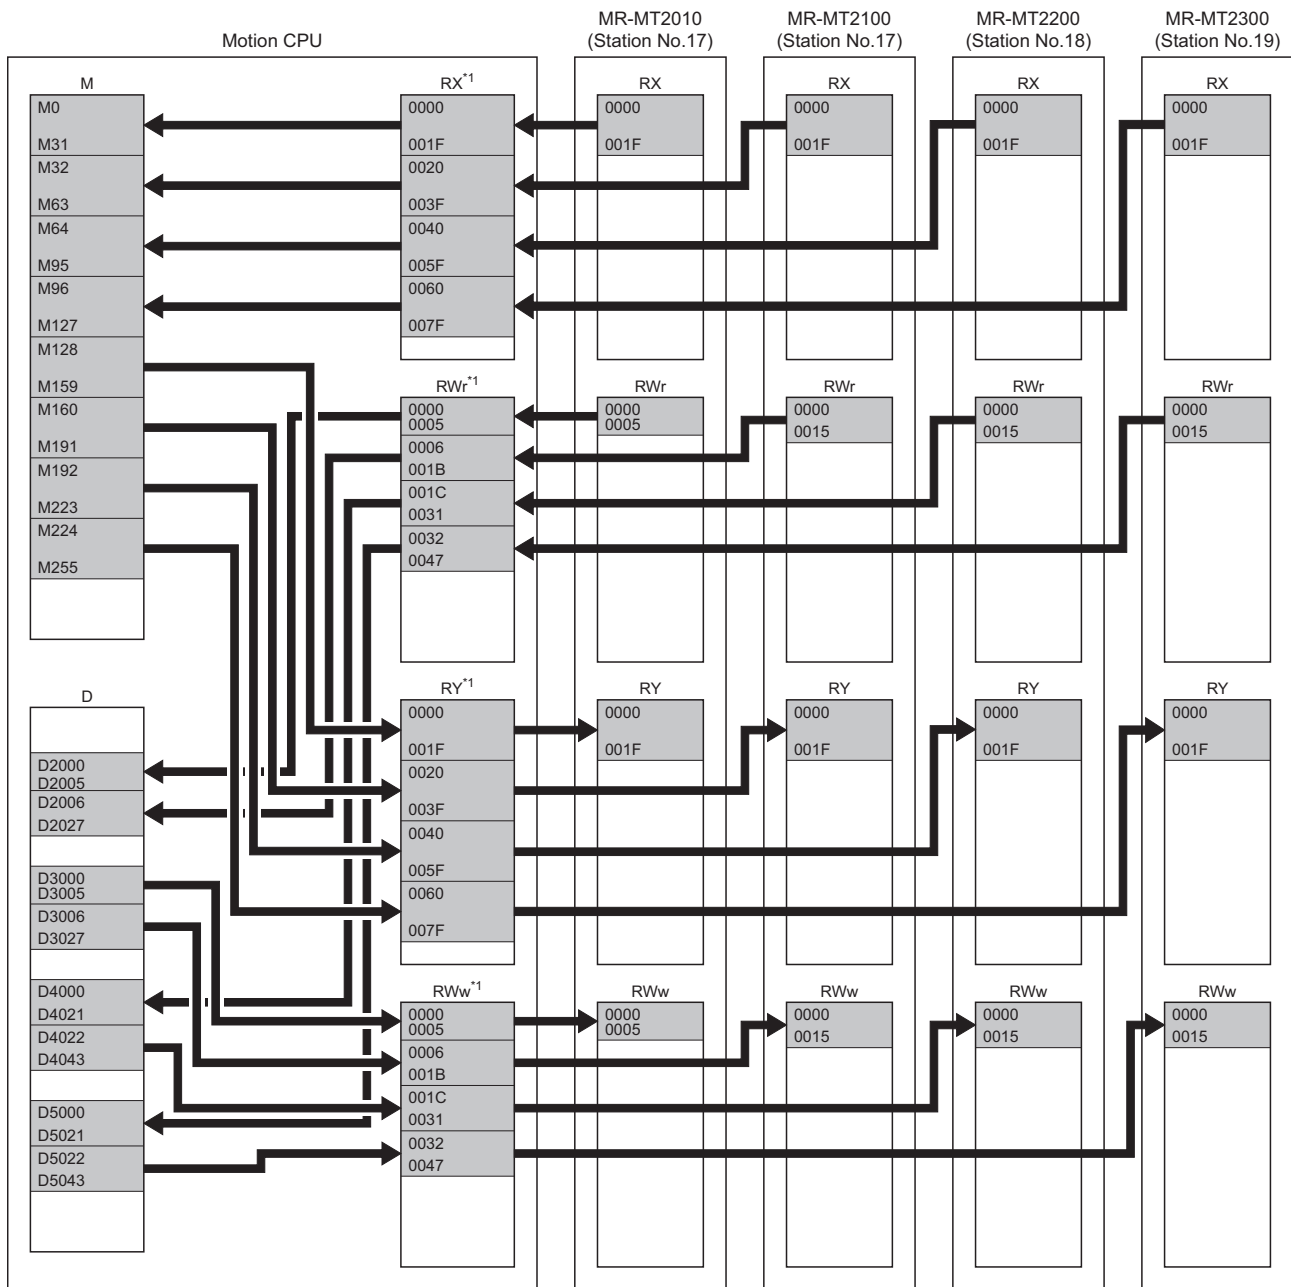 Motion CPU
MR-MT2010
(Station No.17)
MR-MT2100
(Station No.17)
MR-MT2200
(Station No.18)
MR-MT2300
(Station No.19)
M
M0
M31
M32
M63
M64
M95
M96
M127
M128
M159
M160
M191
M192
M223
M224
M255
D
D2000
D2005
D2006
D2027
D3000
D3005
D3006
D3027
D4000
D4021
D4022
D4043
D5000
D5021
D5022
D5043
RX*1
0000
001F
0020
003F
0040
005F
0060
007F
RWr*1
0000
0005
0006
001B
001C
0031
0032
0047
RY*1
0000
001F
0020
003F
0040
005F
0060
007F
RWw*1
0000
0005
0006
001B
001C
0031
0032
0047
RX
0000
001F
RWr
0000
0005
RY
0000
001F
RWw
0000
0005
RX
0000
001F
RWr
0000
0015
RY
0000
001F
RWw
0000
0015
RX
0000
001F
RWr
0000
0015
RY
0000
001F
RWw
0000
0015
RX
0000
001F
RWr
0000
0015
RY
0000
001F
RWw
0000
0015